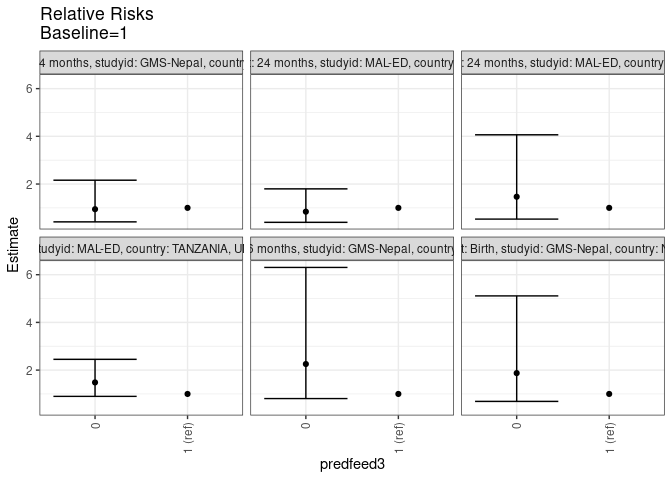 Relative Risks
Baseline=1
4 months, studyid: GMS-Nepal, country
: 24 months, studyid: MAL-ED, country
: 24 months, studyid: MAL-ED, country
6
4
2
studyid: MAL-ED, country: TANZANIA, U
6 months, studyid: GMS-Nepal, country
t: Birth, studyid: GMS-Nepal, country: N
6
4
2
Estimate
0
1 (ref)
0
1 (ref)
0
1 (ref)
predfeed3